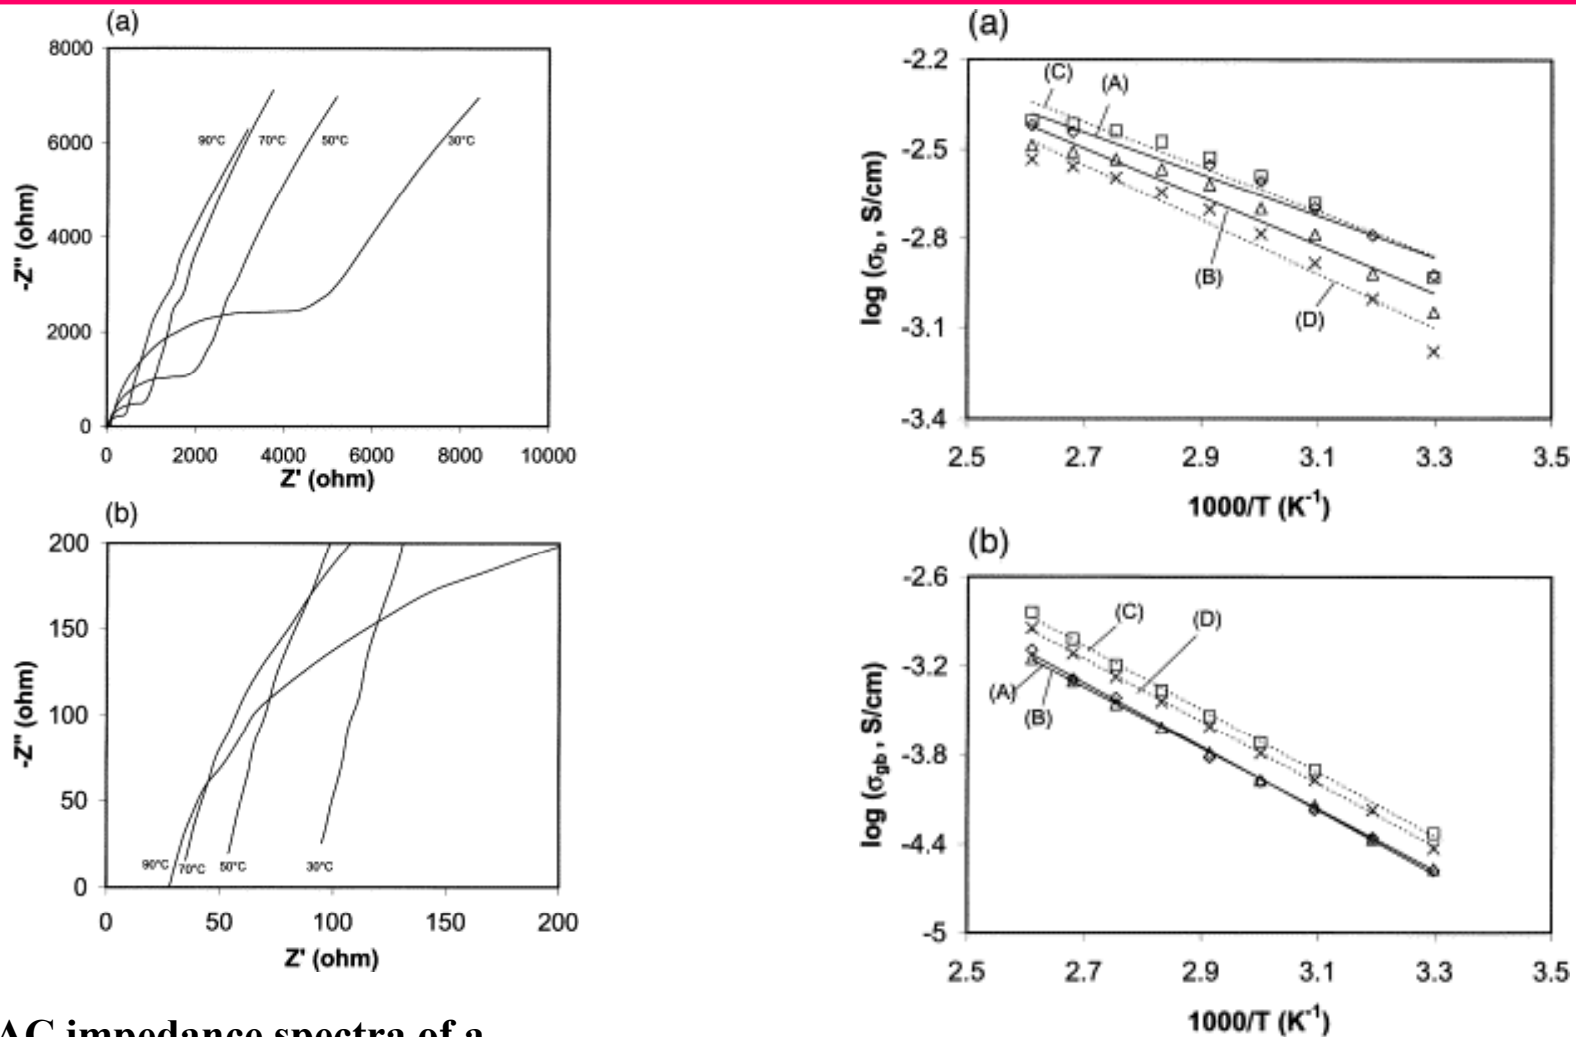 (a)
8000
6000
4000
2000
0
-Z" (ohm)
90°C
70°C
50°C
30°C
0 2000 4000 6000 8000 10000
Z' (ohm)
(b)
200
150
100
50
0
-Z" (ohm)
90°C
70°C
50°C
30°C
0 50 100 150 200
Z' (ohm)
AC impedance spectra of a
(a)
-2.2
-2.5
-2.8
-3.1
-3.4
log (σb , S/cm)
(C)
(A)
(B)
(D)
2.5 2.7 2.9 3.1 3.3 3.5
1000/T (K-1)
(b)
-2.6
-3.2
-3.8
-4.4
-5
log (σgb , S/cm)
(C)
(D)
(A)
(B)
2.5 2.7 2.9 3.1 3.3 3.5
1000/T (K-1)